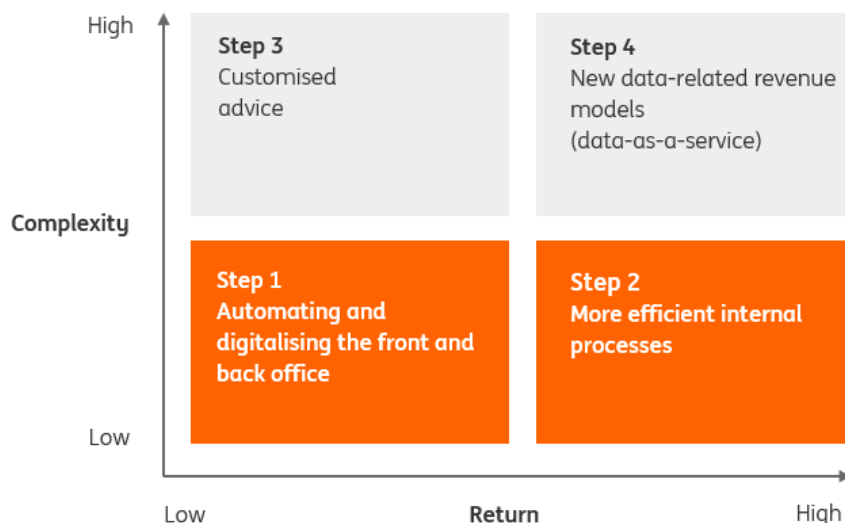 High
Step 3
Customised
advice
Step 4
New data-related revenue
models
(data-as-a-service)
Complexity
Step 1
Automating and
digitalising the front and
back office
Step 2
More efficient internal
processes
Low
Low
Return
High